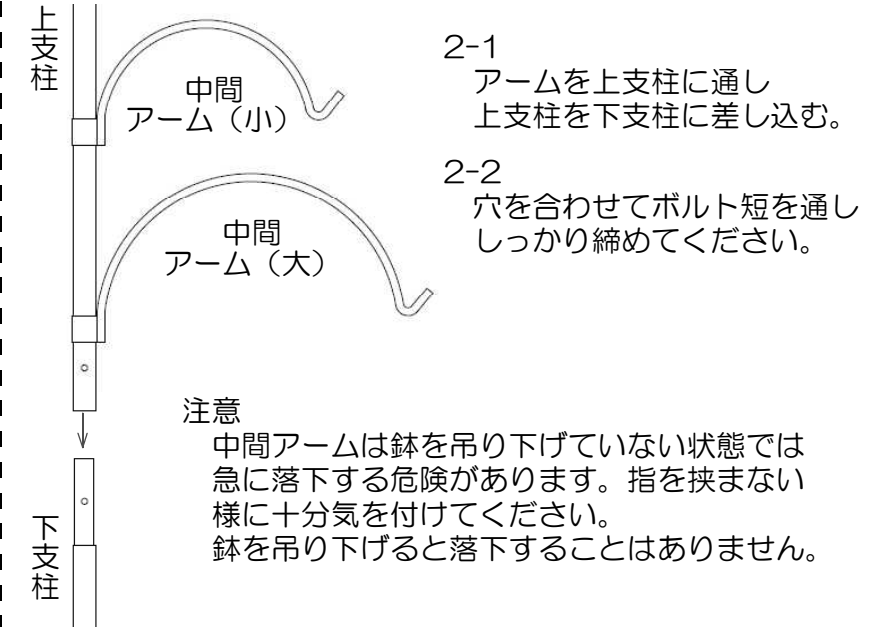 上支柱
中間
アーム（小）
2-1
アームを上支柱に通し
上支柱を下支柱に差し込む。
2-2
穴を合わせてボルト短を通し
しっかり締めてください。
中間
アーム（大）
注意
中間アームは鉢を吊り下げていない状態では
急に落下する危険があります。指を挟まない
様に十分気を付けてください。
鉢を吊り下げると落下することはありません。
下支柱